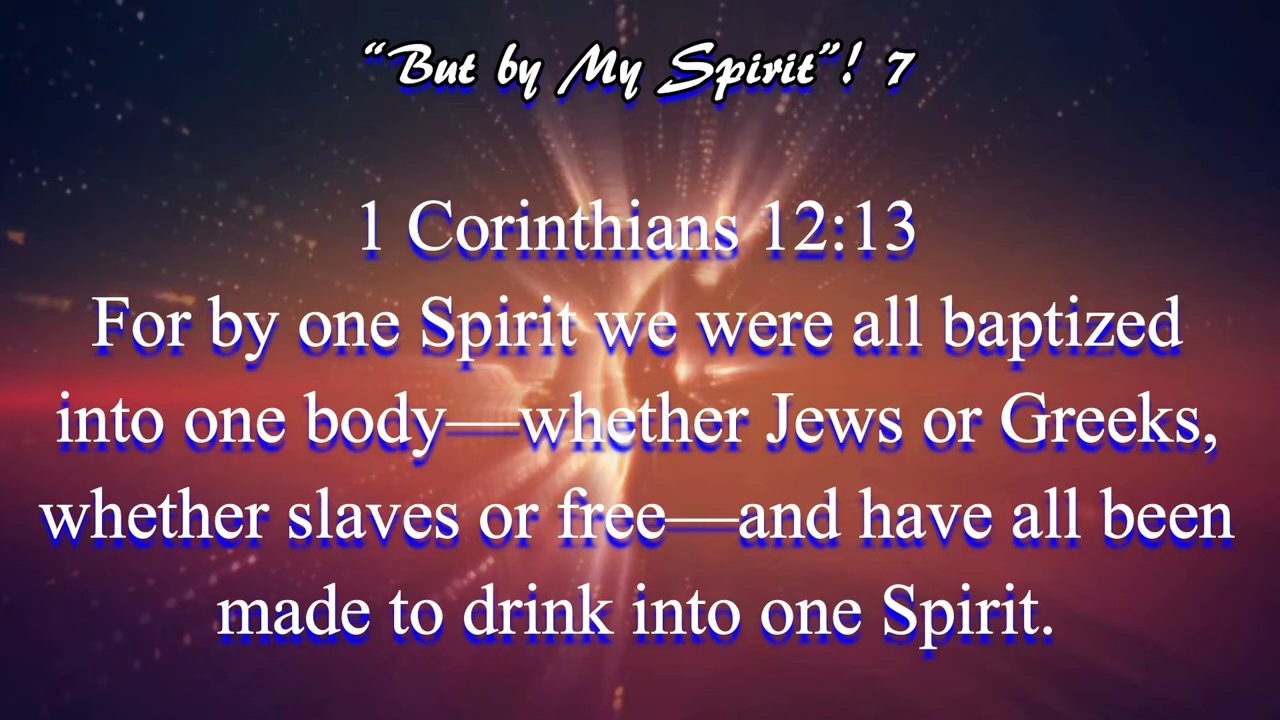 “But by My Spirit”! 7
1 Corinthians 12:13
For by one Spirit we were all baptized
into one body—whether Jews or Greeks,
whether slaves or free—and have all been
made to drink into one Spirit.